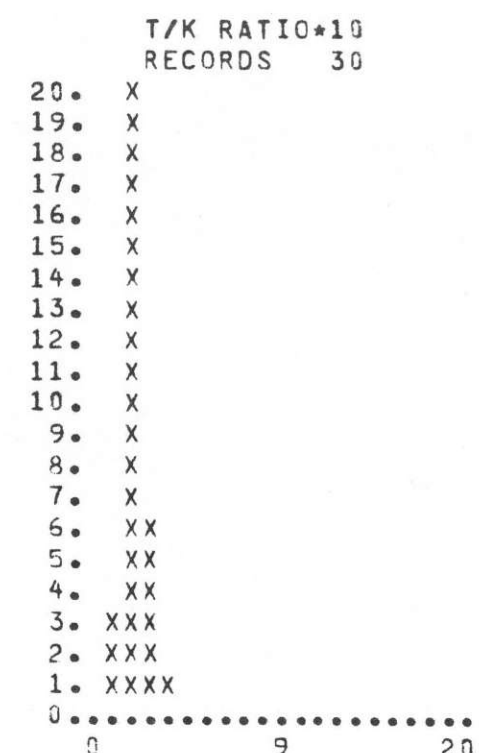 T/K RATIO*10
RECORDS 30
20. X
19. X
18. X
17. X
16. X
15. X
14. X
13. X
12. X
11. X
10. X
9. X
8. X
7. X
6. XX
5. XX
4. XX
3. XXX
2. XXX
1. XXXX
0.....................
0 9 20